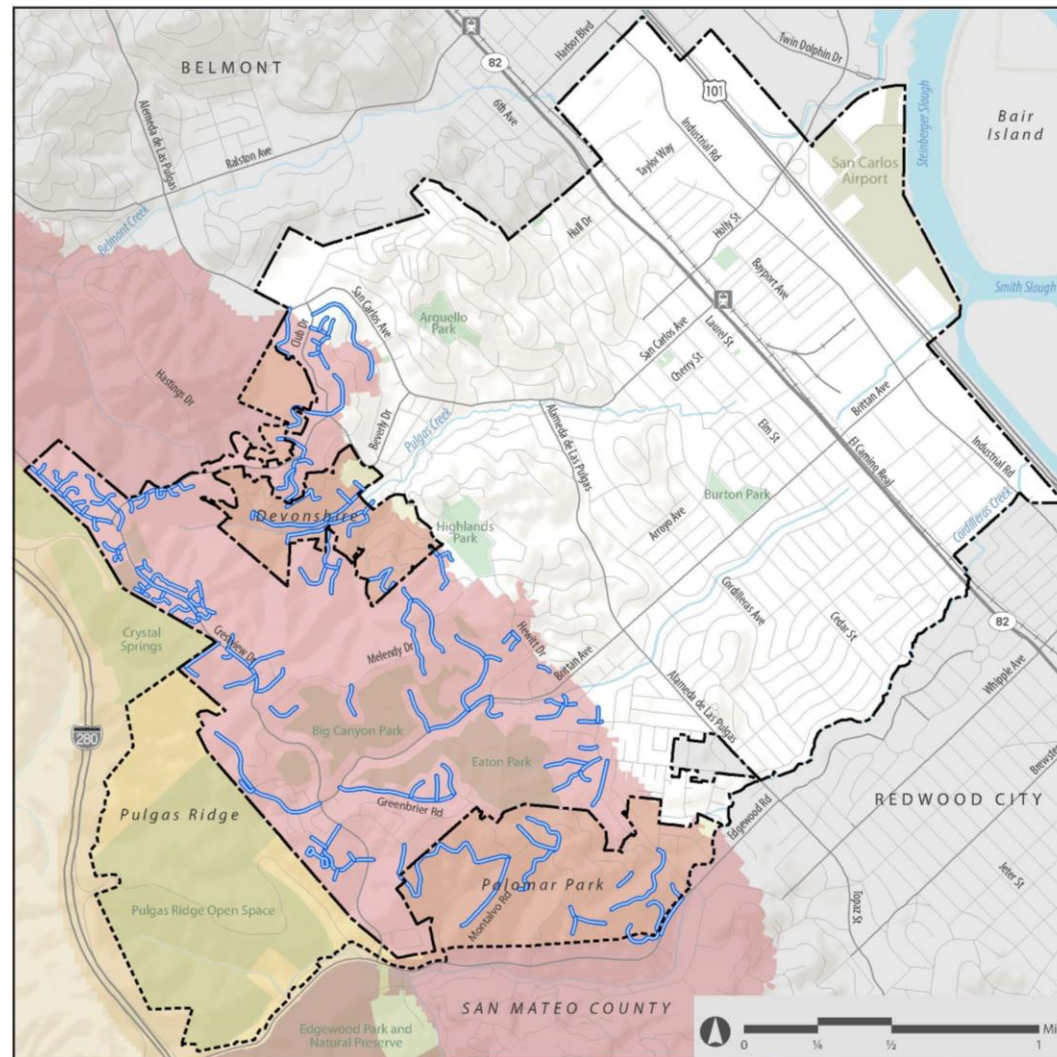 BELMONT
82
Harbor Blvd
Twin Dolphin Dr
101
6th Ave
Industrial Rd
Steinberger Slough
Bair
Island
Alameda de Las Pulgas
Ralston Ave
Taylor Way
San Carlos
Airport
Belmont Creek
Hull Dr
Holly St
Bayport Ave
Smith Slough
San Carlos Ave
Club Dr
Arguello
Park
San Carlos Ave
Laurel St
Cherry St
Hastings Dr
Beverly Dr
Pulgas Creek
Alameda de Las Pulgas
Elm St
Brittan Ave
El Camino Real
Industrial Rd
Devonshire
Highlands
Park
Burton Park
Arroyo Ave
Cordilleras Creek
Crystal
Springs
Crestview Dr
Melendy Dr
Hewitt Dr
Brittan Ave
Cordilleras Ave
Cedar St
82
Whipple Ave
Big Canyon Park
Alameda de Las Pulgas
280
Eaton Park
Brewste
Greenbrier Rd
REDWOOD CITY
Pulgas Ridge
Edgewood Rd
Palomar Park
Jeter St
Pulgas Ridge Open Space
Montalvo Rd
Topaz St
SAN MATEO COUNTY
Edgewood Park and
Natural Preserve
0 ¼ ½ 1 Mi